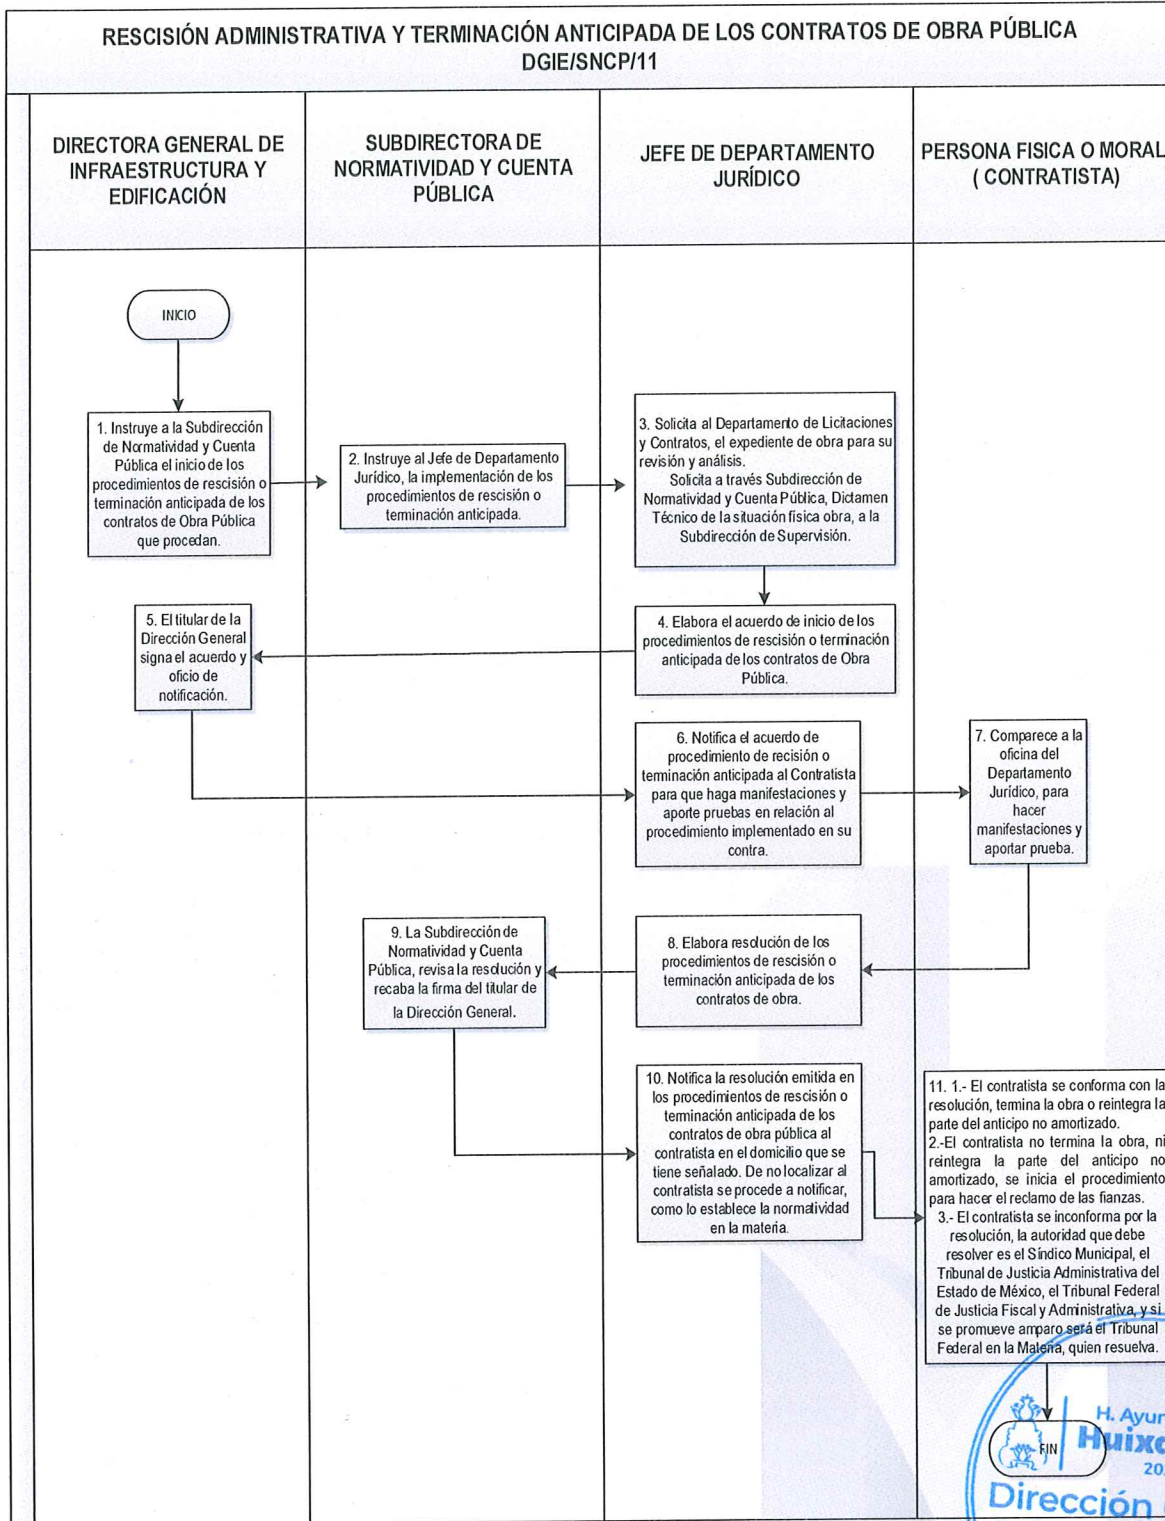 RESCISIÓN ADMINISTRATIVA Y TERMINACIÓN ANTICIPADA DE LOS CONTRATOS DE OBRA PÚBLICA
DGIE/SNCP/11
DIRECTORA GENERAL DE
INFRAESTRUCTURA Y
EDIFICACIÓN
SUBDIRECTORA DE
NORMATIVIDAD Y CUENTA
PÚBLICA
JEFE DE DEPARTAMENTO
JURÍDICO
PERSONA FISICA O MORAL
( CONTRATISTA)
INICIO
1. Instruye a la Subdirección
de Normatividad y Cuenta
Pública el inicio de los
procedimientos de rescisión o
terminación anticipada de los
contratos de Obra Pública
que procedan.
2. Instruye al Jefe de Departamento
Jurídico, la implementación de los
procedimientos de rescisión o
terminación anticipada.
3. Solicita al Departamento de Licitaciones
y Contratos, el expediente de obra para su
revisión y análisis.
Solicita a través Subdirección de
Normatividad y Cuenta Pública, Dictamen
Técnico de la situación física obra, a la
Subdirección de Supervisión.
4. Elabora el acuerdo de inicio de los
procedimientos de rescisión o terminación
anticipada de los contratos de Obra
Pública.
5. El titular de la
Dirección General
signa el acuerdo y
oficio de
notificación.
6. Notifica el acuerdo de
procedimiento de recisión o
terminación anticipada al Contratista
para que haga manifestaciones y
aporte pruebas en relación al
procedimiento implementado en su
contra.
7. Comparece a la
oficina del
Departamento
Jurídico, para
hacer
manifestaciones y
aportar prueba.
8. Elabora resolución de los
procedimientos de rescisión o
terminación anticipada de los
contratos de obra.
9. La Subdirección de
Normatividad y Cuenta
Pública, revisa la resolución y
recaba la firma del titular de
la Dirección General.
10. Notifica la resolución emitida en
los procedimientos de rescisión o
terminación anticipada de los
contratos de obra pública al
contratista en el domicilio que se
tiene señalado. De no localizar al
contratista se procede a notificar,
como lo establece la normatividad
en la materia.
11. 1.- El contratista se conforma con la
resolución, termina la obra o reintegra la
parte del anticipo no amortizado.
2.-El contratista no termina la obra, ni
reintegra la parte del anticipo no
amortizado, se inicia el procedimiento
para hacer el reclamo de las fianzas.
3.- El contratista se inconforma por la
resolución, la autoridad que debe
resolver es el Síndico Municipal, el
Tribunal de Justicia Administrativa del
Estado de México, el Tribunal Federal
de Justicia Fiscal y Administrativa, y si
se promueve amparo será el Tribunal
Federal en la Materia, quien resuelva.
FIN
H. Ayun
Huixq
20
Dirección